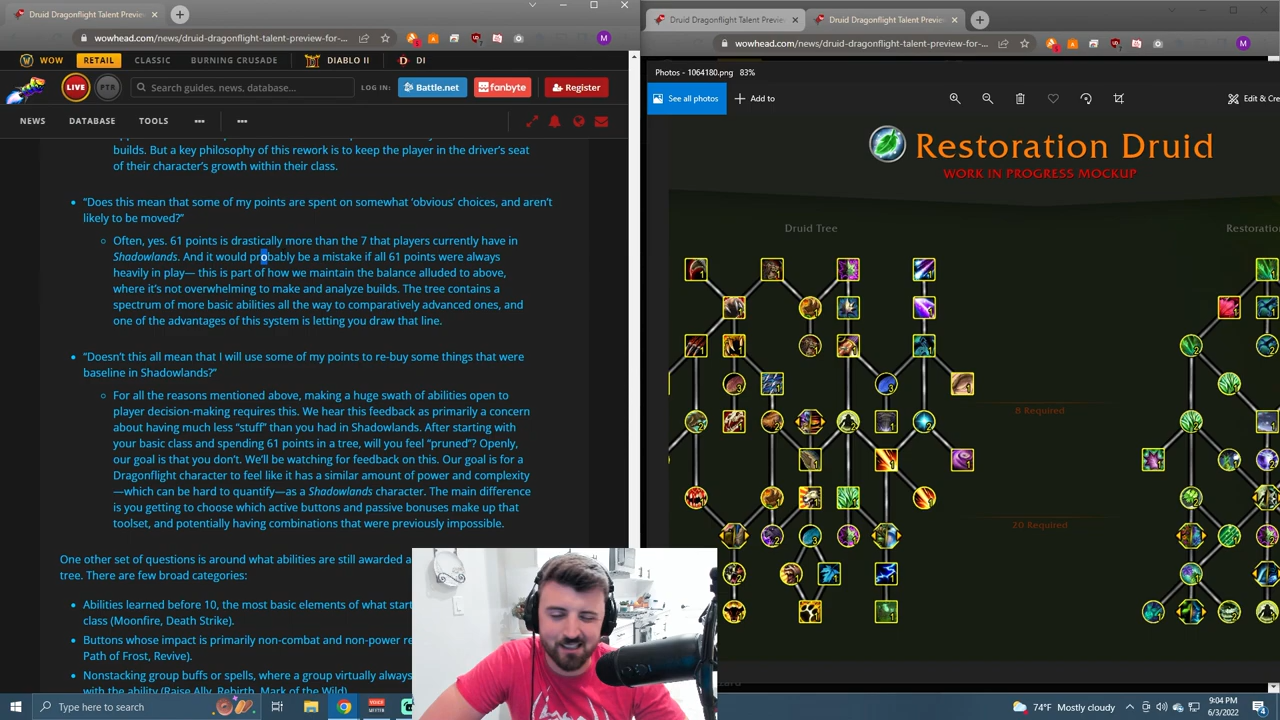 Druid Dragonflight Talent Preview
wowhead.com/news/druid-dragonflight-talent-preview-for-...
M
WOW
RETAIL
CLASSIC
BURNING CRUSADE
DIABLO II
DI
LIVE
PTR
Search guides, news, database...
LOG IN:
Battle.net
fanbyte
Register
NEWS
DATABASE
TOOLS
builds. But a key philosophy of this rework is to keep the player in the driver’s seat
of their character’s growth within their class.
“Does this mean that some of my points are spent on somewhat ‘obvious’ choices, and aren’t
likely to be moved?”
Often, yes. 61 points is drastically more than the 7 that players currently have in
Shadowlands. And it would probably be a mistake if all 61 points were always
heavily in play— this is part of how we maintain the balance alluded to above,
where it’s not overwhelming to make and analyze builds. The tree contains a
spectrum of more basic abilities all the way to comparatively advanced ones, and
one of the advantages of this system is letting you draw that line.
“Doesn’t this all mean that I will use some of my points to re-buy some things that were
baseline in Shadowlands?”
For all the reasons mentioned above, making a huge swath of abilities open to
player decision-making requires this. We hear this feedback as primarily a concern
about having much less “stuff” than you had in Shadowlands. After starting with
your basic class and spending 61 points in a tree, will you feel “pruned”? Openly,
our goal is that you don’t. We’ll be watching for feedback on this. Our goal is for a
Dragonflight character to feel like it has a similar amount of power and complexity
—which can be hard to quantify—as a Shadowlands character. The main difference
is you getting to choose which active buttons and passive bonuses make up that
toolset, and potentially having combinations that were previously impossible.
One other set of questions is around what abilities are still awarded a
tree. There are few broad categories:
Abilities learned before 10, the most basic elements of what start
class (Moonfire, Death Strike).
Buttons whose impact is primarily non-combat and non-power re
Path of Frost, Revive).
Nonstacking group buffs or spells, where a group virtually always
with the ability (Raise Ally, Rebirth, Mark of the Wild)
Druid Dragonflight Talent Previe
Druid Dragonflight Talent Previe
wowhead.com/news/druid-dragonflight-talent-preview-for-...
M
Photos - 1064180.png 83%
See all photos
Add to
Edit & Cre
Restoration Druid
WORK IN PROGRESS MOCKUP
Druid Tree
Restoratio
8 Required
20 Required
Type here to search
74°F Mostly cloudy
9:04 PM
6/3/2022